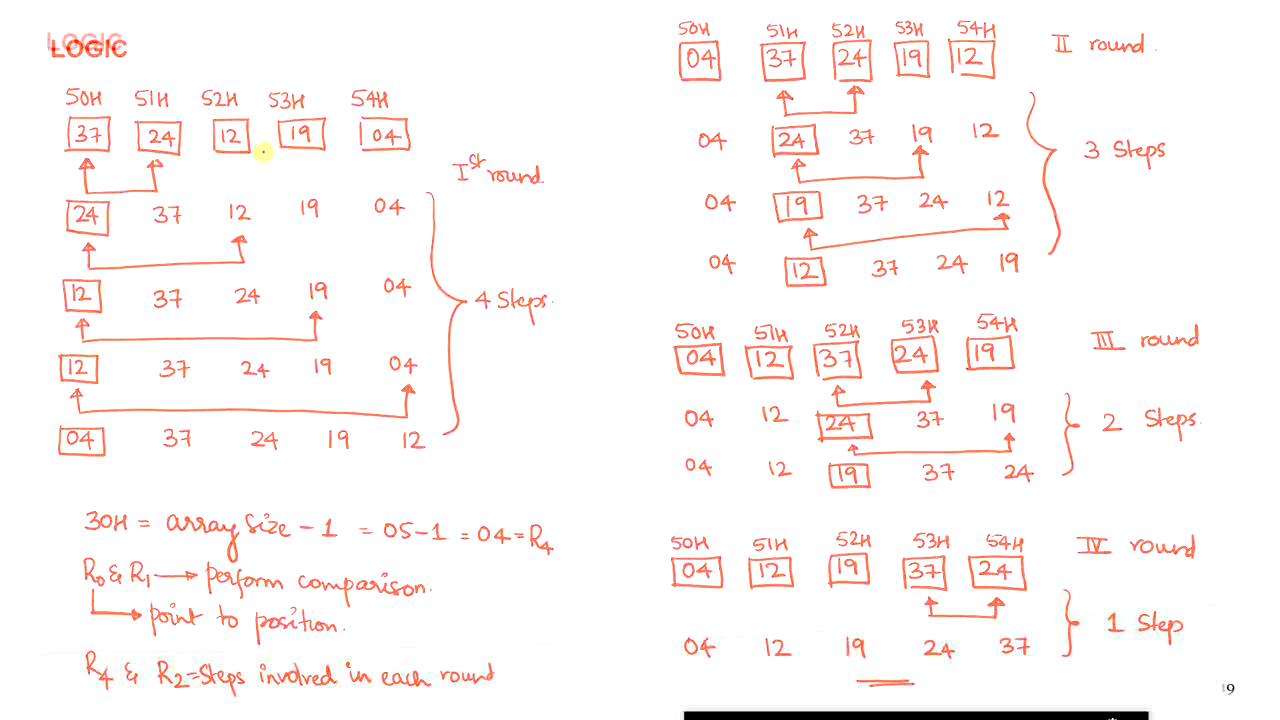 LOGIC
50H 51H 52H 53H 54H
37 24 12 19 04
Ist round
24 37 12 19 04
12 37 24 19 04
4 Steps.
12 37 24 19 04
04 37 24 19 12
30H = array size - 1 = 05-1 = 04 = R4
R0 & R1 → perform comparison.
→ point to position.
R4 & R2 = Steps involved in each round
50H 51H 52H 53H 54H
04 37 24 19 12
II round.
04 24 37 19 12
3 Steps
04 19 37 24 12
04 12 37 24 19
50H 51H 52H 53H 54H
III round
04 12 37 24 19
04 12 24 37 19
2 Steps.
04 12 19 37 24
50H 51H 52H 53H 54H
IV round
04 12 19 37 24
1 Step
04 12 19 24 37
19